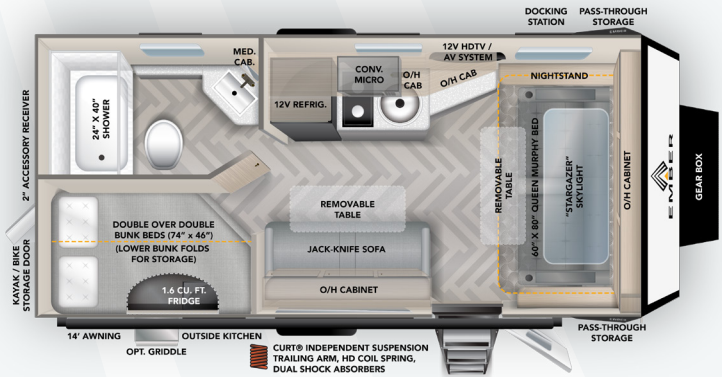 DOCKING
STATION
PASS-THROUGH
STORAGE
MED.
CAB.
12V HDTV /
AV SYSTEM
CONV.
MICRO
O/H
CAB
O/H CAB
NIGHTSTAND
12V REFRIG.
24" X 40"
SHOWER
2" ACCESSORY RECEIVER
REMOVABLE
TABLE
60" X 80" QUEEN MURPHY BED
"STARGAZER"
SKYLIGHT
O/H CABINET
EMBER
GEAR BOX
REMOVABLE
TABLE
DOUBLE OVER DOUBLE
BUNK BEDS (74" x 46")
(LOWER BUNK FOLDS
FOR STORAGE)
JACK-KNIFE SOFA
KAYAK / BIKE
STORAGE DOOR
1.6 CU. FT.
FRIDGE
O/H CABINET
14' AWNING
OUTSIDE KITCHEN
OPT. GRIDDLE
CURT® INDEPENDENT SUSPENSION
TRAILING ARM, HD COIL SPRING,
DUAL SHOCK ABSORBERS
PASS-THROUGH
STORAGE